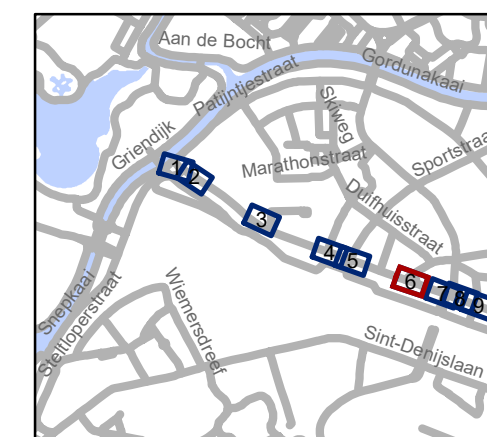 Aan de Bocht
Gordunakaai
Patijntjestraat
Skiweg
Griendijk
Marathonstraat
Sportstraa
1
2
Duifhuisstraat
3
4
5
6
7
8
9
Snepkaai
Steltloperstraat
Wiemersdreef
Sint-Denijslaan